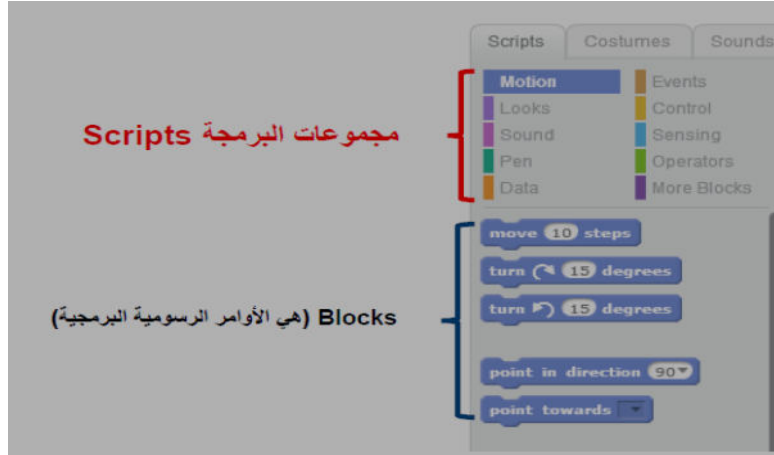 Scripts Costumes Sounds
Motion Events
Looks Control
Sound Sensing
Pen Operators
Data More Blocks
مجموعات البرمجة Scripts
move 10 steps
turn 15 degrees
turn 15 degrees
Blocks (هي الأوامر الرسومية البرمجية)
point in direction 90
point towards